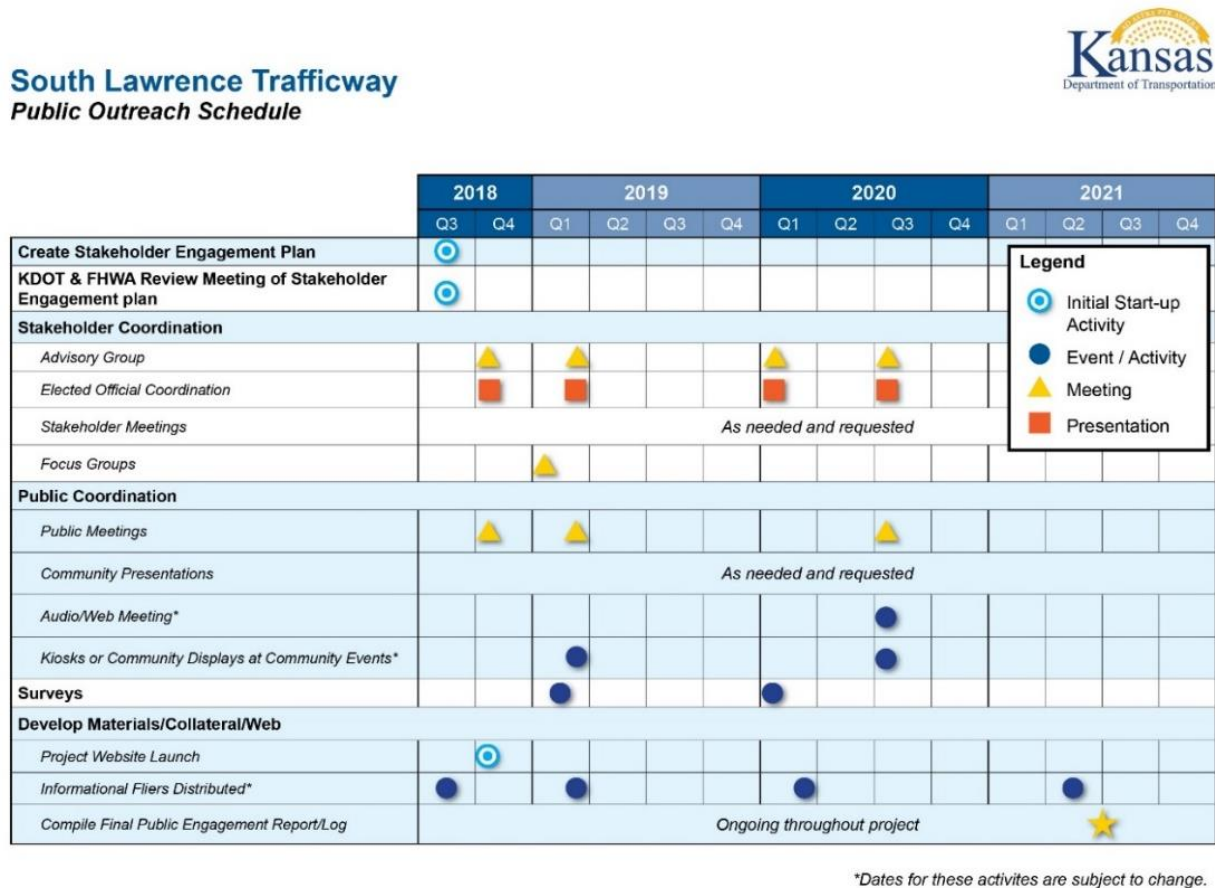 Kansas
Department of Transportation
South Lawrence Trafficway
Public Outreach Schedule
2018 2019 2020 2021
Q3 Q4 Q1 Q2 Q3 Q4 Q1 Q2 Q3 Q4 Q1 Q2 Q3 Q4
Create Stakeholder Engagement Plan
KDOT & FHWA Review Meeting of Stakeholder
Engagement plan
Stakeholder Coordination
Advisory Group
Elected Official Coordination
Stakeholder Meetings As needed and requested
Focus Groups
Public Coordination
Public Meetings
Community Presentations As needed and requested
Audio/Web Meeting*
Kiosks or Community Displays at Community Events*
Surveys
Develop Materials/Collateral/Web
Project Website Launch
Informational Fliers Distributed*
Compile Final Public Engagement Report/Log Ongoing throughout project
Legend
Initial Start-up
Activity
Event / Activity
Meeting
Presentation
*Dates for these activites are subject to change.